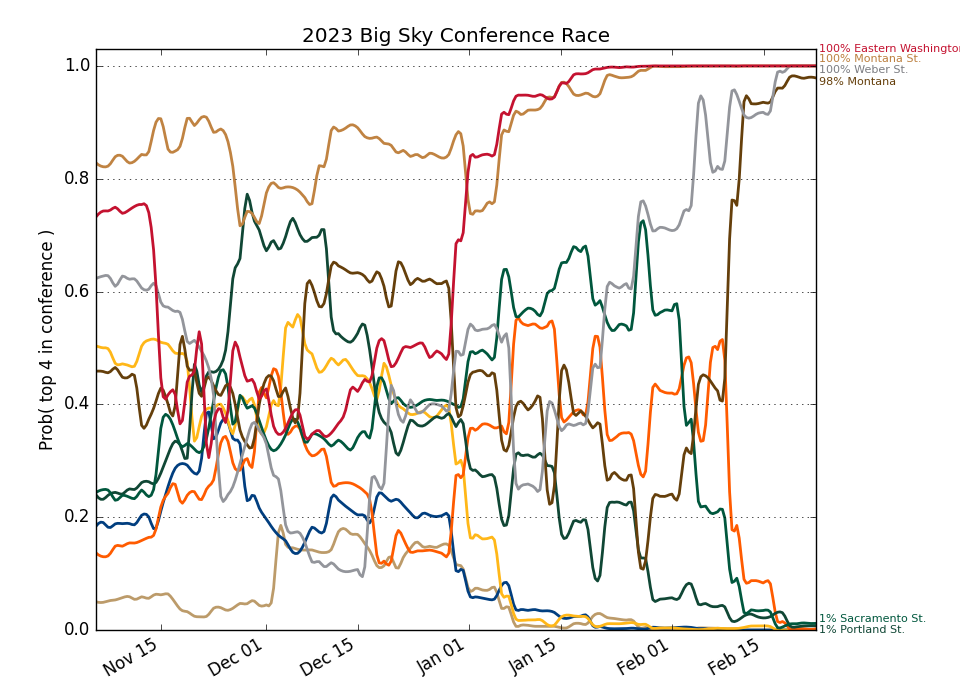 2023 Big Sky Conference Race
Prob( top 4 in conference )
1.0
0.8
0.6
0.4
0.2
0.0
Nov 15
Dec 01
Dec 15
Jan 01
Jan 15
Feb 01
Feb 15
100% Eastern Washington
100% Montana St.
100% Weber St.
98% Montana
1% Sacramento St.
1% Portland St.